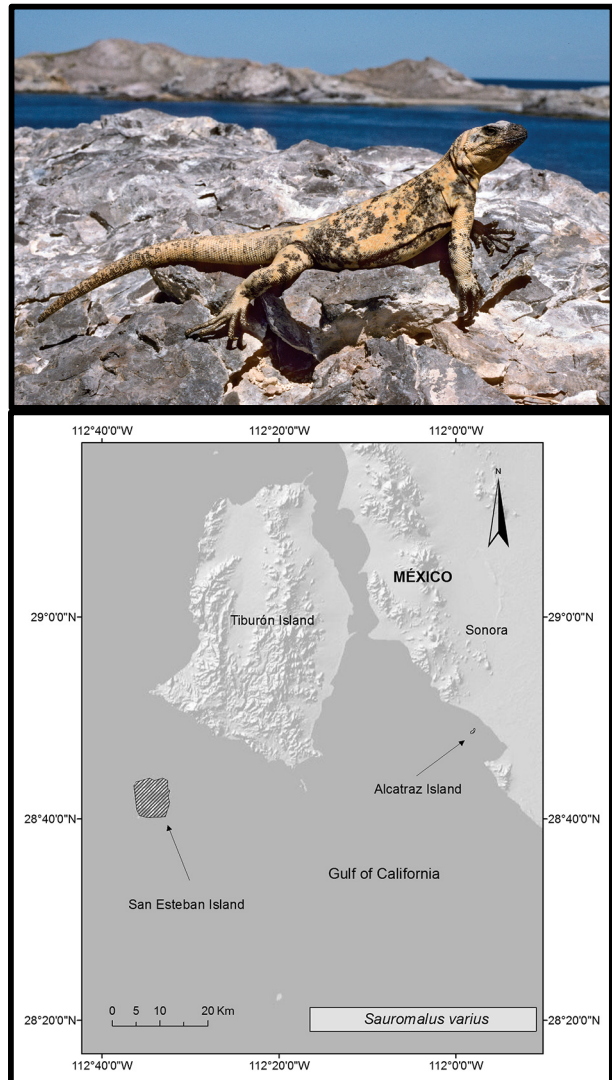 112°40'0"W 112°20'0"W 112°0'0"W
N
MÉXICO
29°0'0"N Tiburón Island Sonora 29°0'0"N
Alcatraz Island
28°40'0"N 28°40'0"N
Gulf of California
San Esteban Island
0 5 10 20 Km
28°20'0"N Sauromalus varius 28°20'0"N
112°40'0"W 112°20'0"W 112°0'0"W